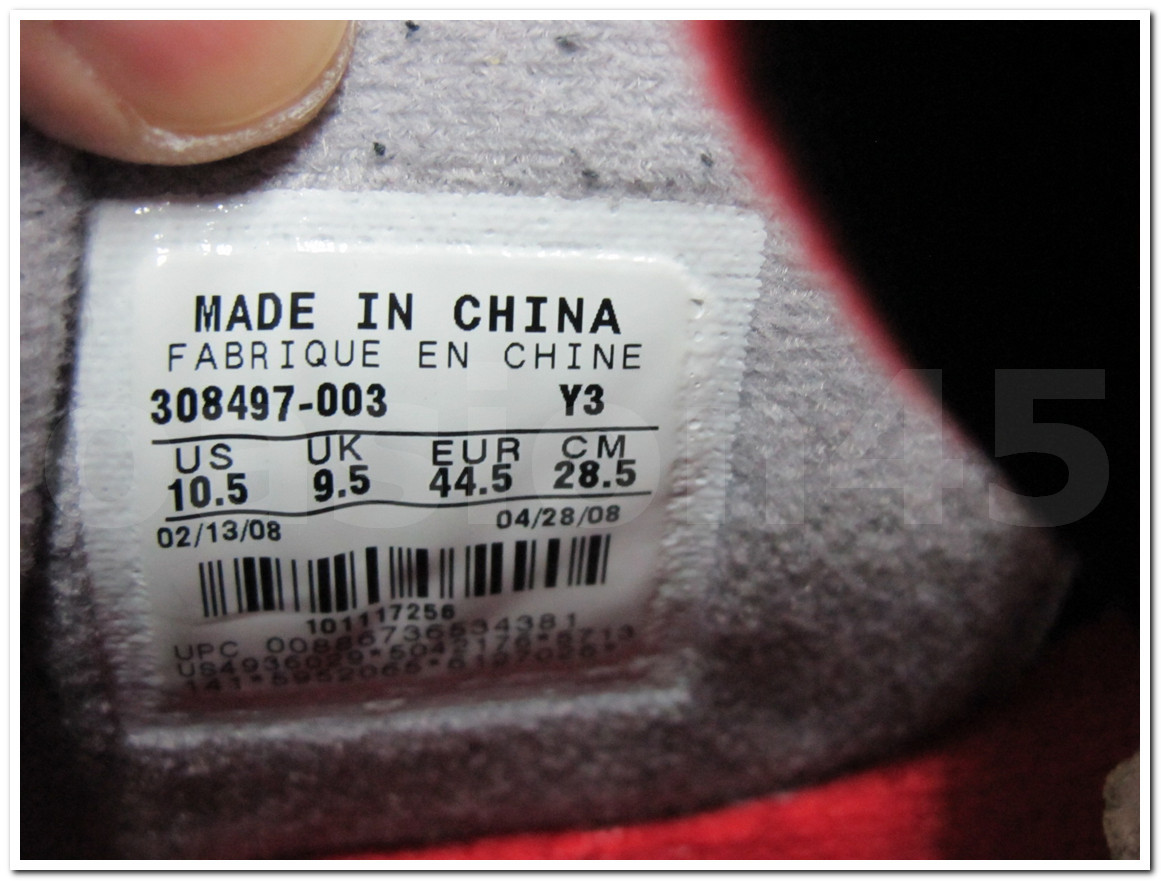 MADE IN CHINA
FABRIQUE EN CHINE
308497-003 Y3
US UK EUR CM
10.5 9.5 44.5 28.5
02/13/08 04/28/08
101117256
UPC